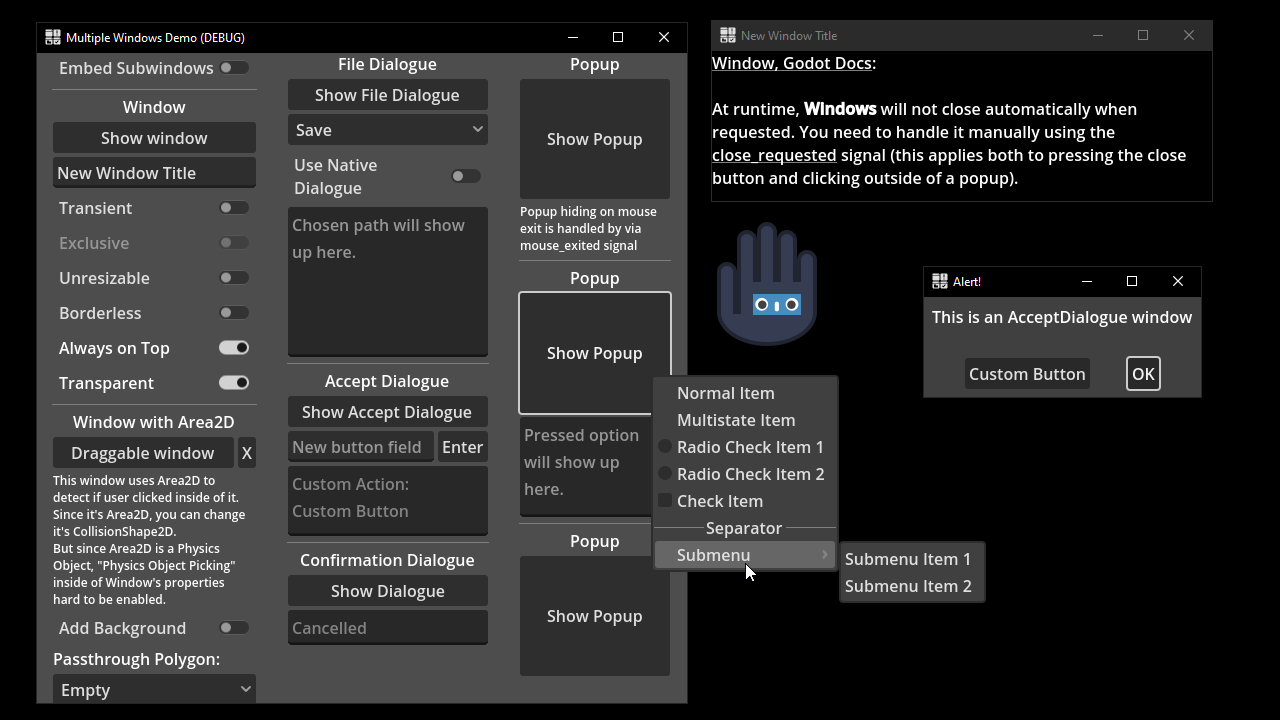 Multiple Windows Demo (DEBUG)
Embed Subwindows
Window
Show window
New Window Title
Transient
Exclusive
Unresizable
Borderless
Always on Top
Transparent
Window with Area2D
Draggable window
X
This window uses Area2D to
detect if user clicked inside of it.
Since it's Area2D, you can change
it's CollisionShape2D.
But since Area2D is a Physics
Object, "Physics Object Picking"
inside of Window's properties
hard to be enabled.
Add Background
Passthrough Polygon:
Empty
File Dialogue
Show File Dialogue
Save
Use Native
Dialogue
Chosen path will show
up here.
Accept Dialogue
Show Accept Dialogue
New button field
Enter
Custom Action:
Custom Button
Confirmation Dialogue
Show Dialogue
Cancelled
Popup
Show Popup
Popup hiding on mouse
exit is handled by via
mouse_exited signal
Popup
Show Popup
Pressed option
will show up
here.
Popup
Show Popup
Normal Item
Multistate Item
Radio Check Item 1
Radio Check Item 2
Check Item
Separator
Submenu
Submenu Item 1
Submenu Item 2
New Window Title
Window, Godot Docs:
At runtime, Windows will not close automatically when
requested. You need to handle it manually using the
close_requested signal (this applies both to pressing the close
button and clicking outside of a popup).
Alert!
This is an AcceptDialogue window
Custom Button
OK